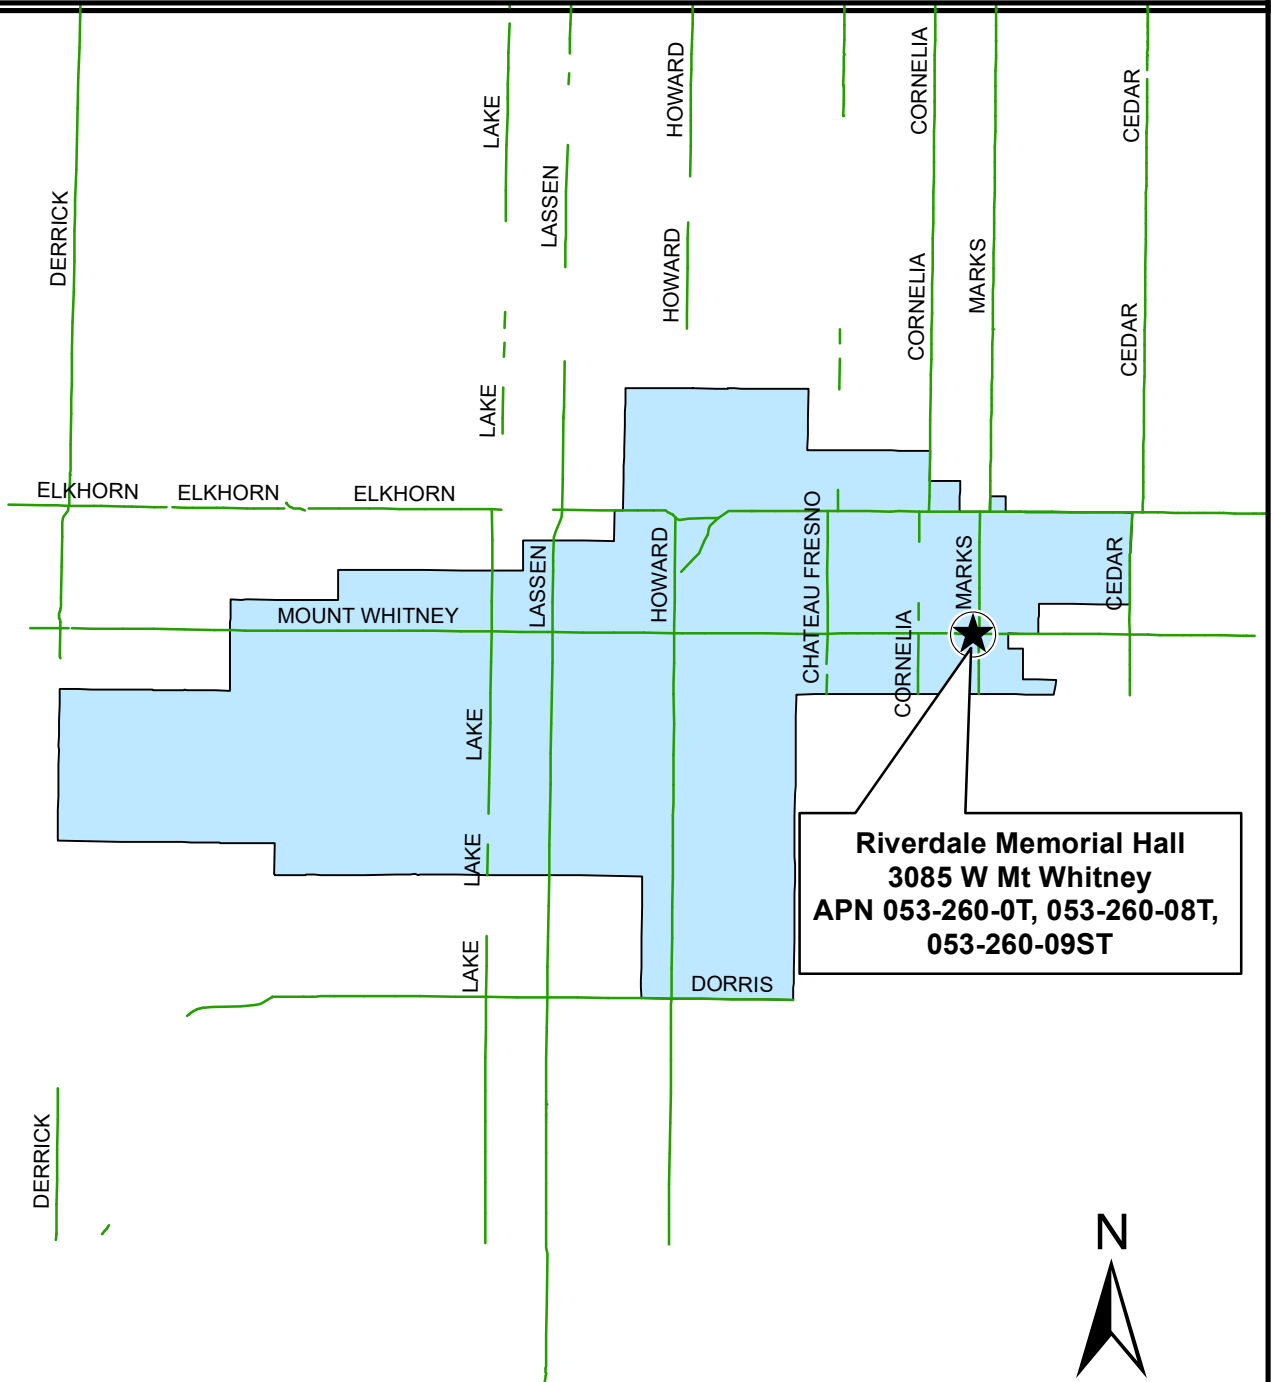 LAKE
HOWARD
CORNELIA
CEDAR
DERRICK
LASSEN
HOWARD
CORNELIA
MARKS
CEDAR
LAKE
ELKHORN
ELKHORN
ELKHORN
LASSEN
HOWARD
CHATEAU FRESNO
MARKS
CEDAR
MOUNT WHITNEY
CORNELIA
LAKE
LAKE
Riverdale Memorial Hall
3085 W Mt Whitney
APN 053-260-0T, 053-260-08T,
053-260-09ST
LAKE
DORRIS
DERRICK
N